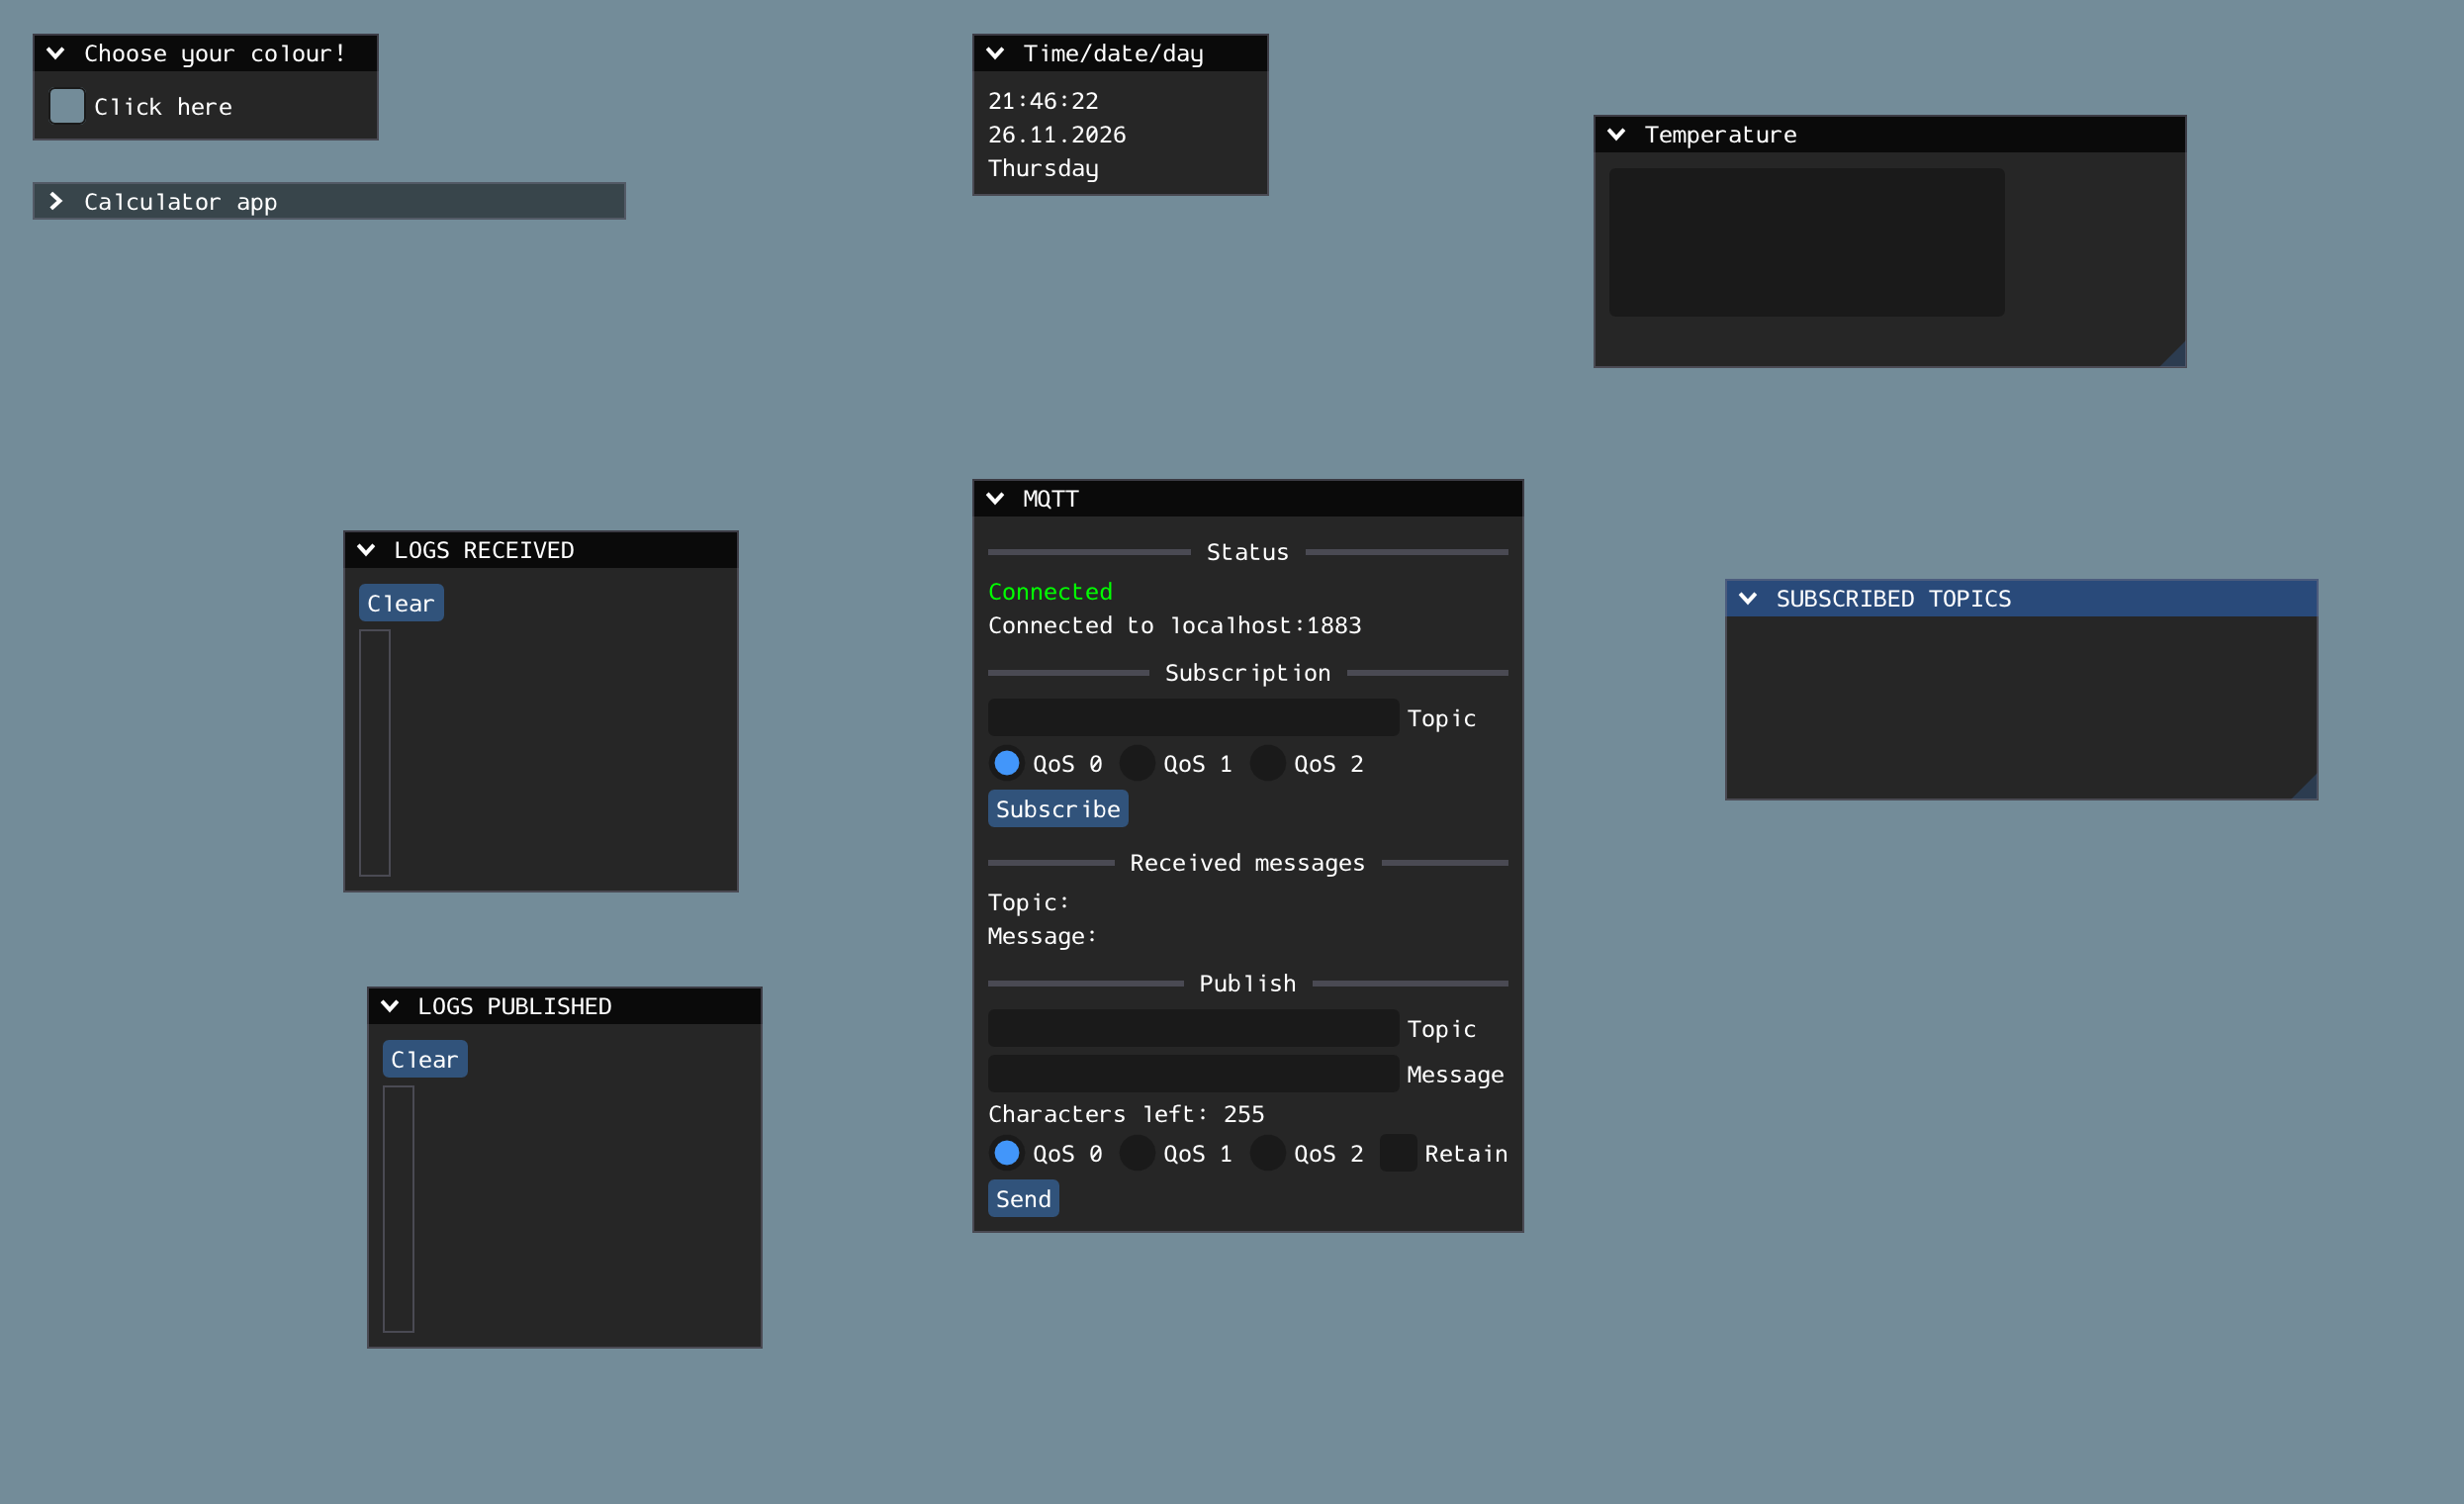 Choose your colour!
Click here
Calculator app
Time/date/day
21:46:22
26.11.2026
Thursday
Temperature
LOGS RECEIVED
Clear
LOGS PUBLISHED
Clear
MQTT
Status
Connected
Connected to localhost:1883
Subscription
Topic
QoS 0 QoS 1 QoS 2
Subscribe
Received messages
Topic:
Message:
Publish
Topic
Message
Characters left: 255
QoS 0 QoS 1 QoS 2 Retain
Send
SUBSCRIBED TOPICS